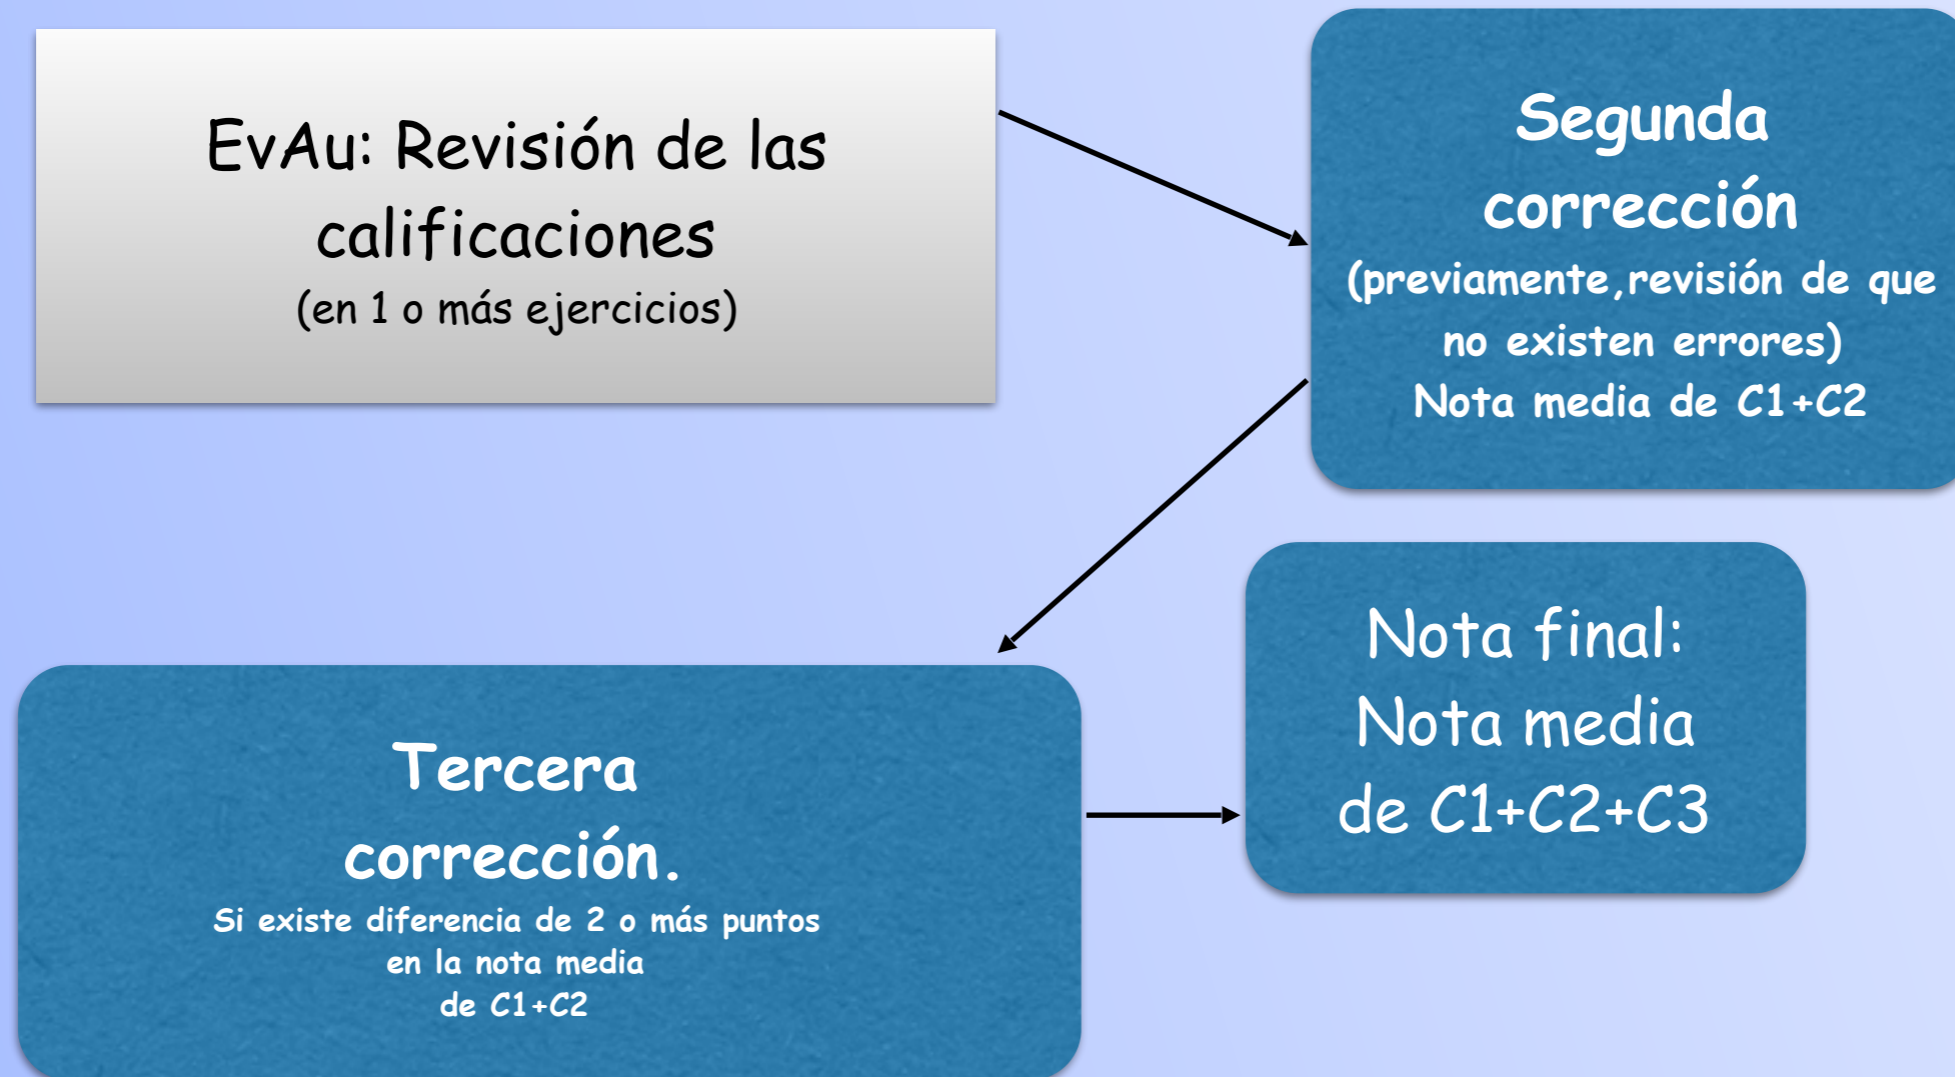 EvAu: Revisión de las
calificaciones
(en 1 o más ejercicios)
Segunda
corrección
(previamente,revisión de que
no existen errores)
Nota media de C1+C2
Tercera
corrección.
Si existe diferencia de 2 o más puntos
en la nota media
de C1+C2
Nota final:
Nota media
de C1+C2+C3